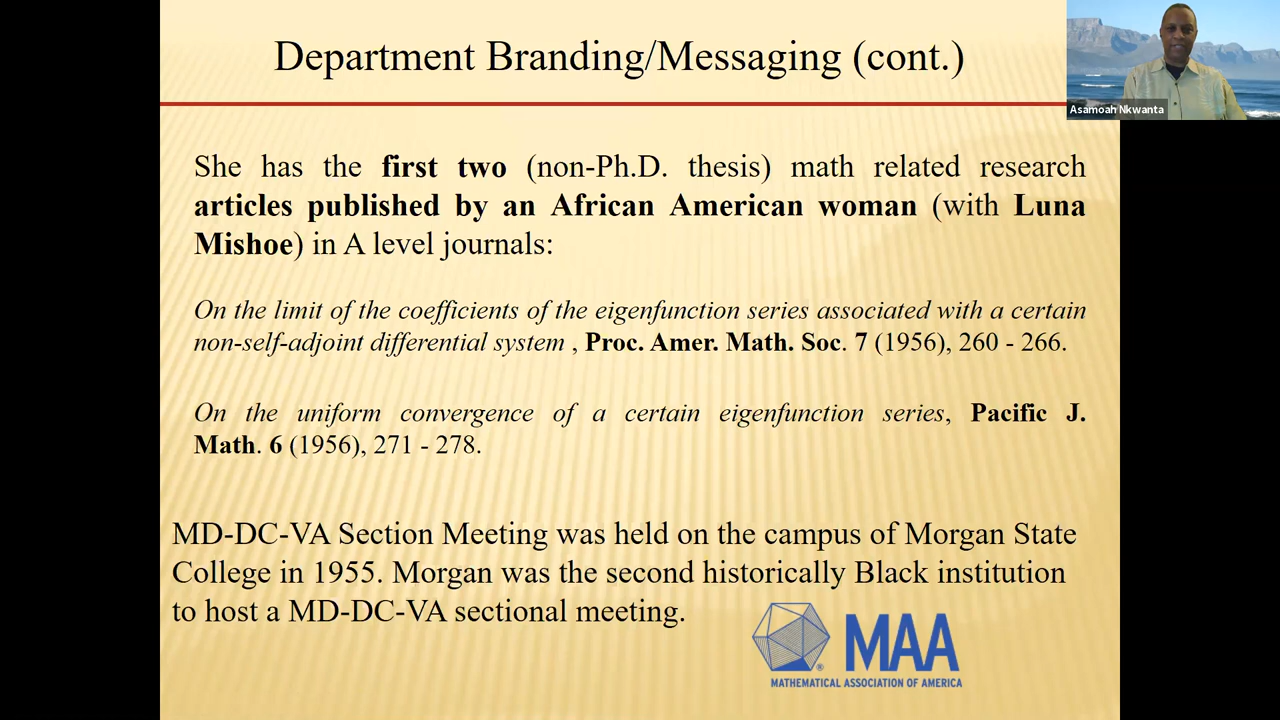 Department Branding/Messaging (cont.)
Asamoah Nkwanta
She has the first two (non-Ph.D. thesis) math related research
articles published by an African American woman (with Luna
Mishoe) in A level journals:
On the limit of the coefficients of the eigenfunction series associated with a certain
non-self-adjoint differential system , Proc. Amer. Math. Soc. 7 (1956), 260 - 266.
On the uniform convergence of a certain eigenfunction series, Pacific J.
Math. 6 (1956), 271 - 278.
MD-DC-VA Section Meeting was held on the campus of Morgan State
College in 1955. Morgan was the second historically Black institution
to host a MD-DC-VA sectional meeting.
® MAA
MATHEMATICAL ASSOCIATION OF AMERICA